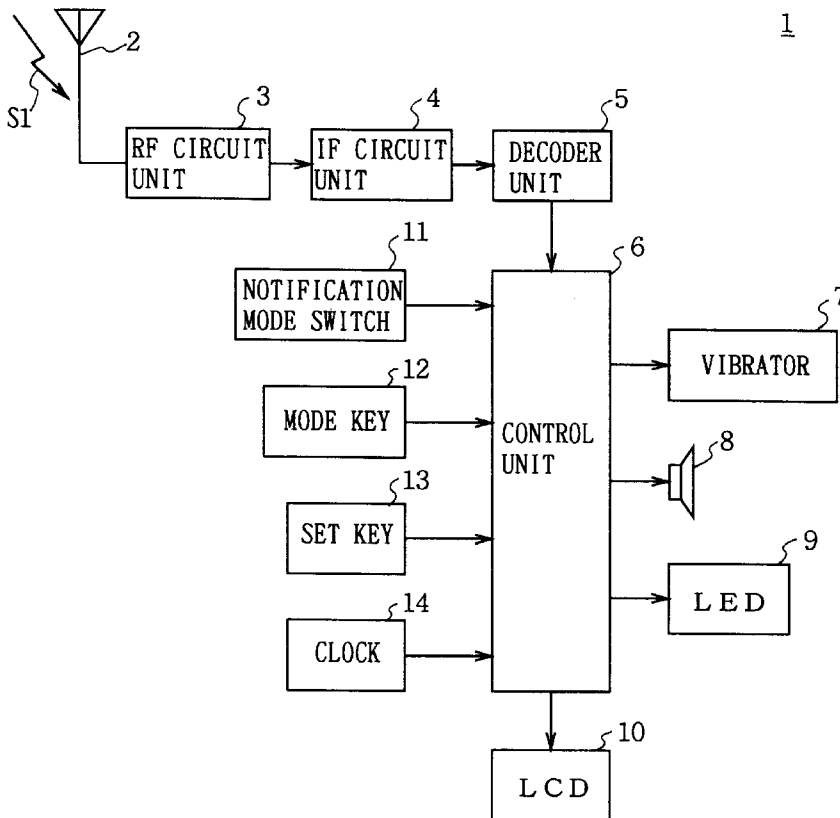 1
2
S1
3
RF CIRCUIT
UNIT
4
IF CIRCUIT
UNIT
5
DECODER
UNIT
11
NOTIFICATION
MODE SWITCH
6
CONTROL
UNIT
7
VIBRATOR
12
MODE KEY
8
13
SET KEY
9
LED
14
CLOCK
10
LCD